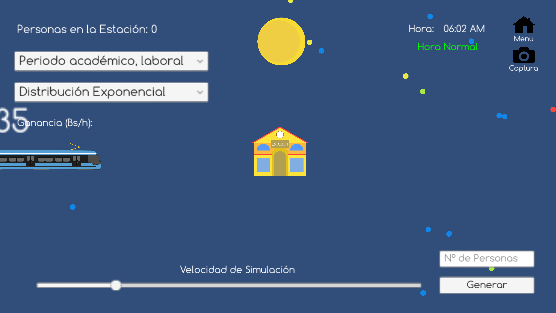 Personas en la Estación: 0
Hora: 06:02 AM
Hora Normal
Menu
Captura
Periodo académico, laboral
Distribución Exponencial
35
Ganancia (Bs/h):
Velocidad de Simulación
Nº de Personas
Generar